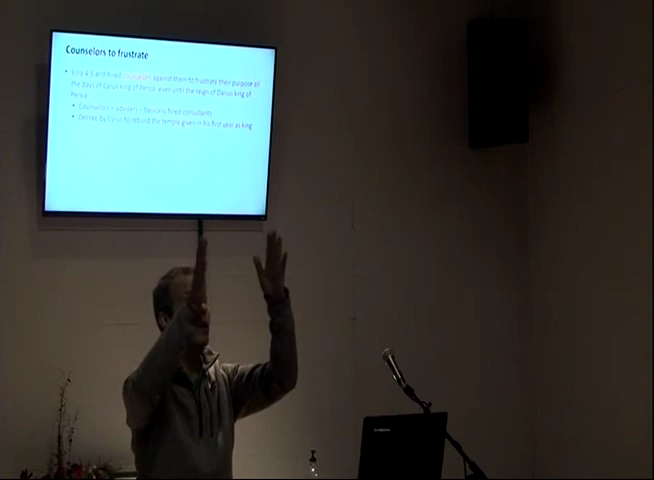 Counselors to frustrate
• Ezra 4:5 and hired counselors against them to frustrate their purpose all
the days of Cyrus king of Persia, even until the reign of Darius king of
Persia
• Counselors – advisers – basically hired consultants
• Decree by Cyrus to rebuild the temple given in his first year as king